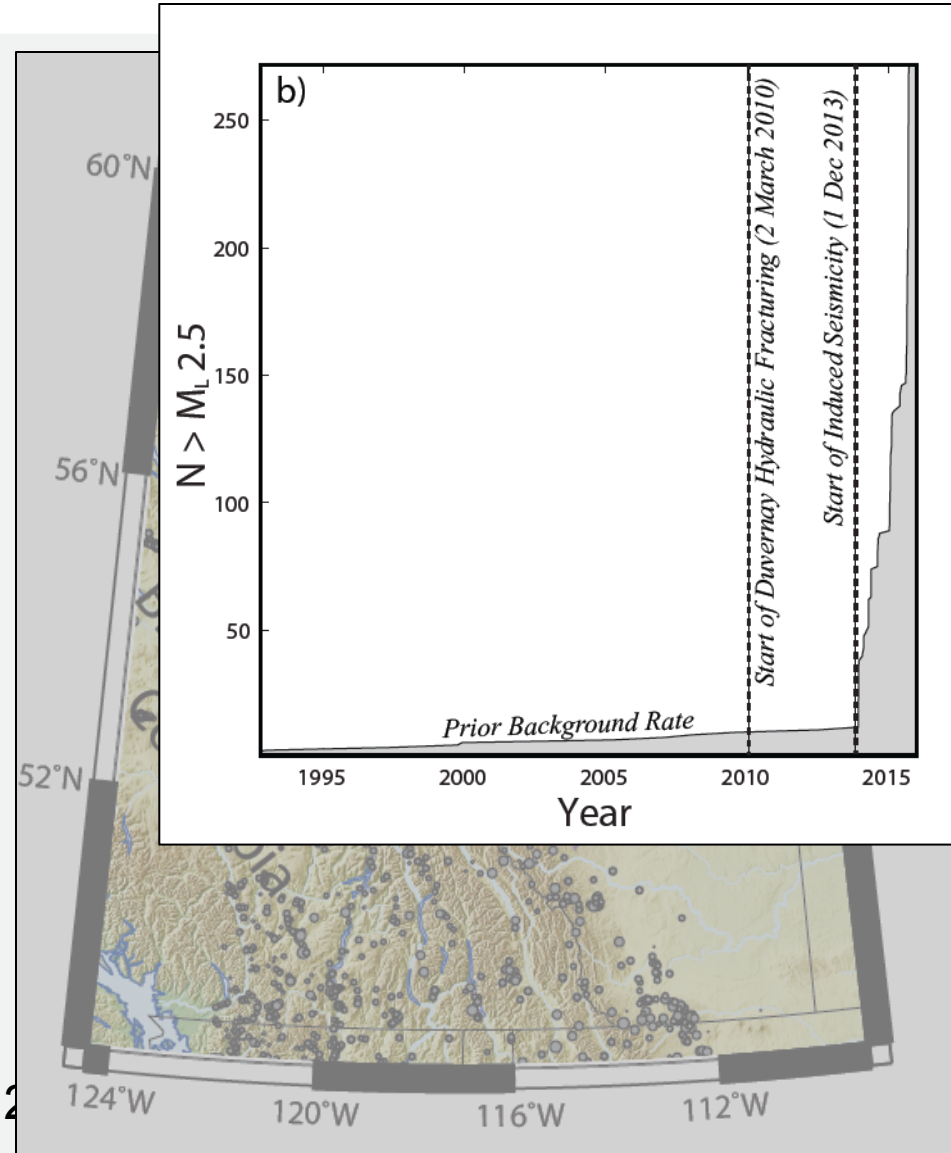 b)
250
200
150
100
50
N > ML 2.5
Prior Background Rate
Start of Duvernay Hydraulic Fracturing (2 March 2010)
Start of Induced Seismicity (1 Dec 2013)
1995 2000 2005 2010 2015
Year
60°N
56°N
52°N
124°W 120°W 116°W 112°W